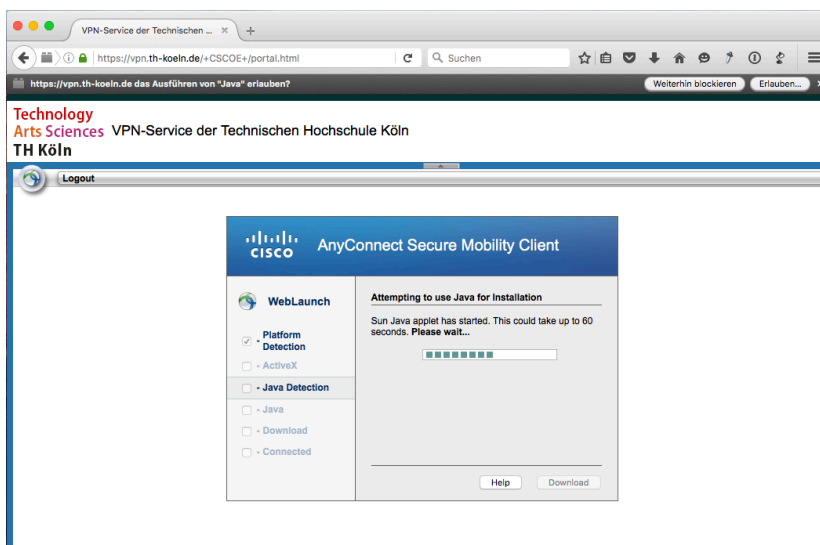 VPN-Service der Technischen ...
https://vpn.th-koeln.de/+CSCOE+/portal.html
Suchen
https://vpn.th-koeln.de das Ausführen von "Java" erlauben?
Weiterhin blockieren
Erlauben...
Technology
Arts Sciences
TH Köln
VPN-Service der Technischen Hochschule Köln
Logout
CISCO
AnyConnect Secure Mobility Client
WebLaunch
- Platform
Detection
- ActiveX
- Java Detection
- Java
- Download
- Connected
Attempting to use Java for Installation
Sun Java applet has started. This could take up to 60
seconds. Please wait...
Help
Download